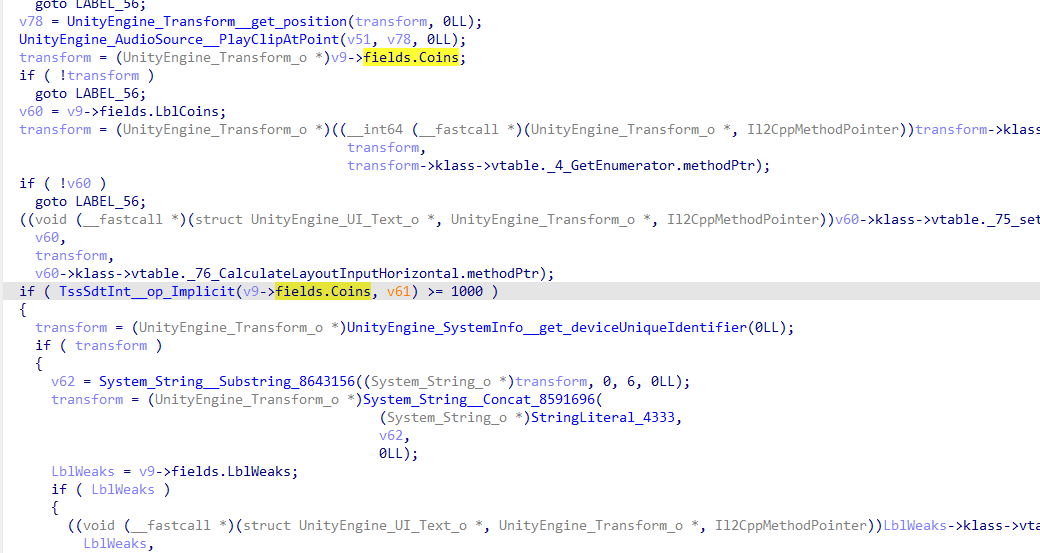 goto LABEL_56;
v78 = UnityEngine_Transform__get_position(transform, 0LL);
UnityEngine_AudioSource__PlayClipAtPoint(v51, v78, 0LL);
transform = (UnityEngine_Transform_o *)v9->fields.Coins;
if ( !transform )
goto LABEL_56;
v60 = v9->fields.LblCoins;
transform = (UnityEngine_Transform_o *)((__int64 (__fastcall *)(UnityEngine_Transform_o *, Il2CppMethodPointer))transform->klas
transform,
transform->klass->vtable._4_GetEnumerator.methodPtr);
if ( !v60 )
goto LABEL_56;
((void (__fastcall *)(struct UnityEngine_UI_Text_o *, UnityEngine_Transform_o *, Il2CppMethodPointer))v60->klass->vtable._75_set
v60,
transform,
v60->klass->vtable._76_CalculateLayoutInputHorizontal.methodPtr);
if ( TssSdtInt__op_Implicit(v9->fields.Coins, v61) >= 1000 )
{
transform = (UnityEngine_Transform_o *)UnityEngine_SystemInfo__get_deviceUniqueIdentifier(0LL);
if ( transform )
{
v62 = System_String__Substring_8643156((System_String_o *)transform, 0, 6, 0LL);
transform = (UnityEngine_Transform_o *)System_String__Concat_8591696(
(System_String_o *)StringLiteral_4333,
v62,
0LL);
LblWeaks = v9->fields.LblWeaks;
if ( LblWeaks )
{
((void (__fastcall *)(struct UnityEngine_UI_Text_o *, UnityEngine_Transform_o *, Il2CppMethodPointer))LblWeaks->klass->vta
LblWeaks,